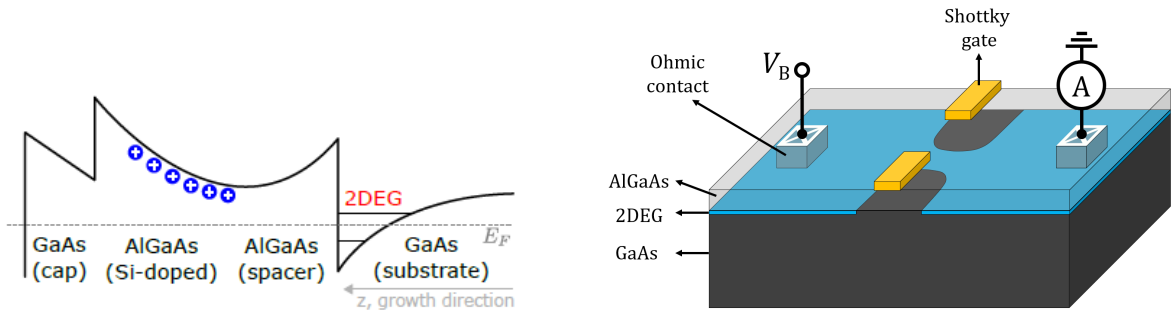 2DEG
E_F
GaAs
(cap)
AlGaAs
(Si-doped)
AlGaAs
(spacer)
GaAs
(substrate)
z, growth direction
Shottky
gate
Ohmic
contact
V_B
A
AlGaAs
2DEG
GaAs